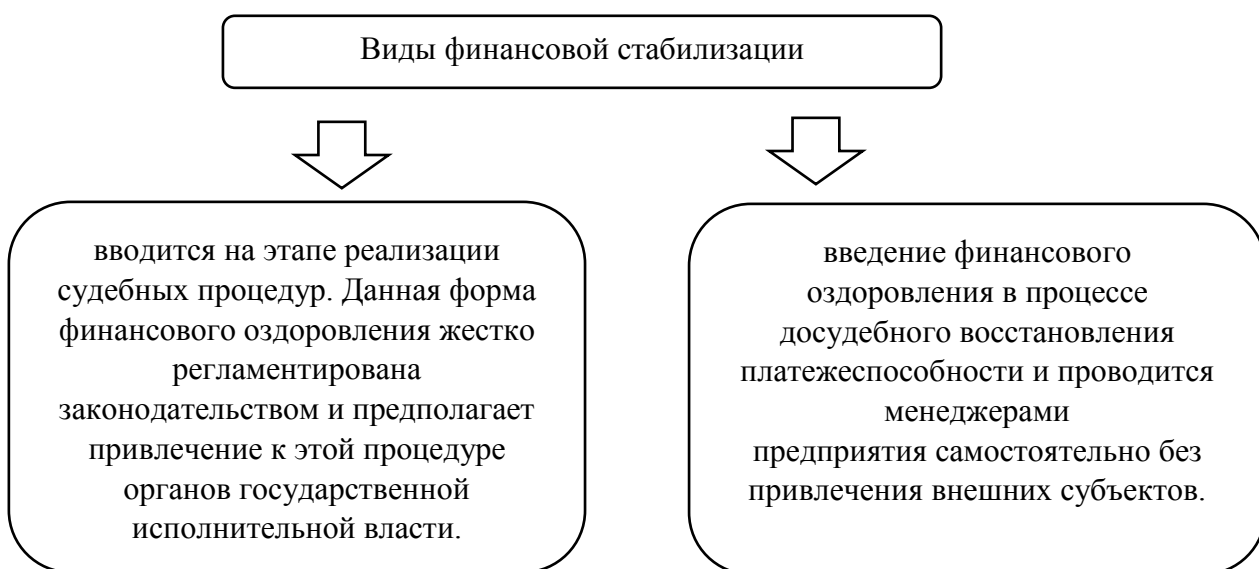 Виды финансовой стабилизации
вводится на этапе реализации
судебных процедур. Данная форма
финансового оздоровления жестко
регламентирована
законодательством и предполагает
привлечение к этой процедуре
органов государственной
исполнительной власти.
введение финансового
оздоровления в процессе
досудебного восстановления
платежеспособности и проводится
менеджерами
предприятия самостоятельно без
привлечения внешних субъектов.